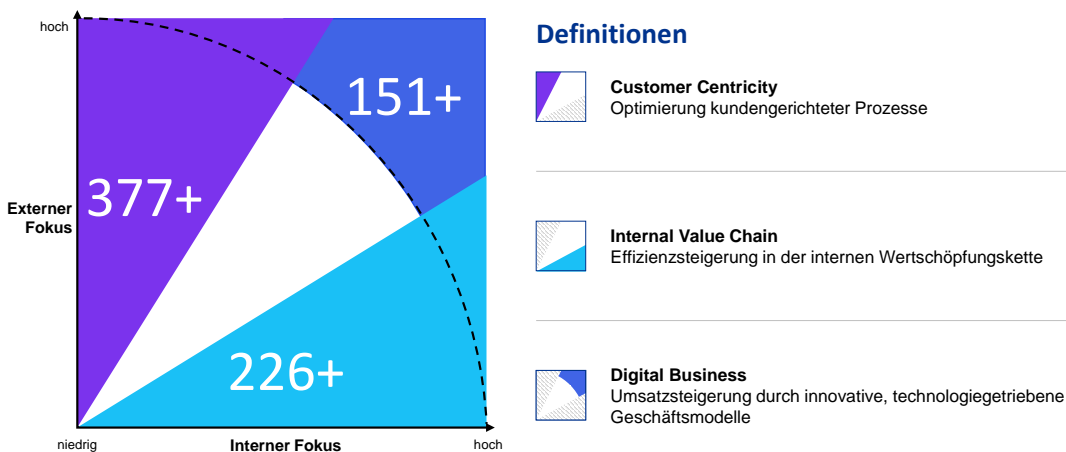 hoch
151+
377+
Externer
Fokus
226+
niedrig
Interner Fokus
hoch
Definitionen
Customer Centricity
Optimierung kundengerichteter Prozesse
Internal Value Chain
Effizienzsteigerung in der internen Wertschöpfungskette
Digital Business
Umsatzsteigerung durch innovative, technologiegetriebene
Geschäftsmodelle